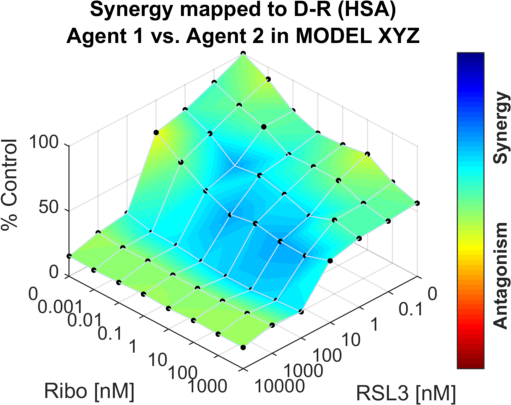 Synergy mapped to D-R (HSA)
Agent 1 vs. Agent 2 in MODEL XYZ
% Control
100
50
0
0
0.001
0.01
0.1
1
10
100
1000
Ribo [nM]
10000
1000
100
10
1
0
RSL3 [nM]
Synergy
Antagonism